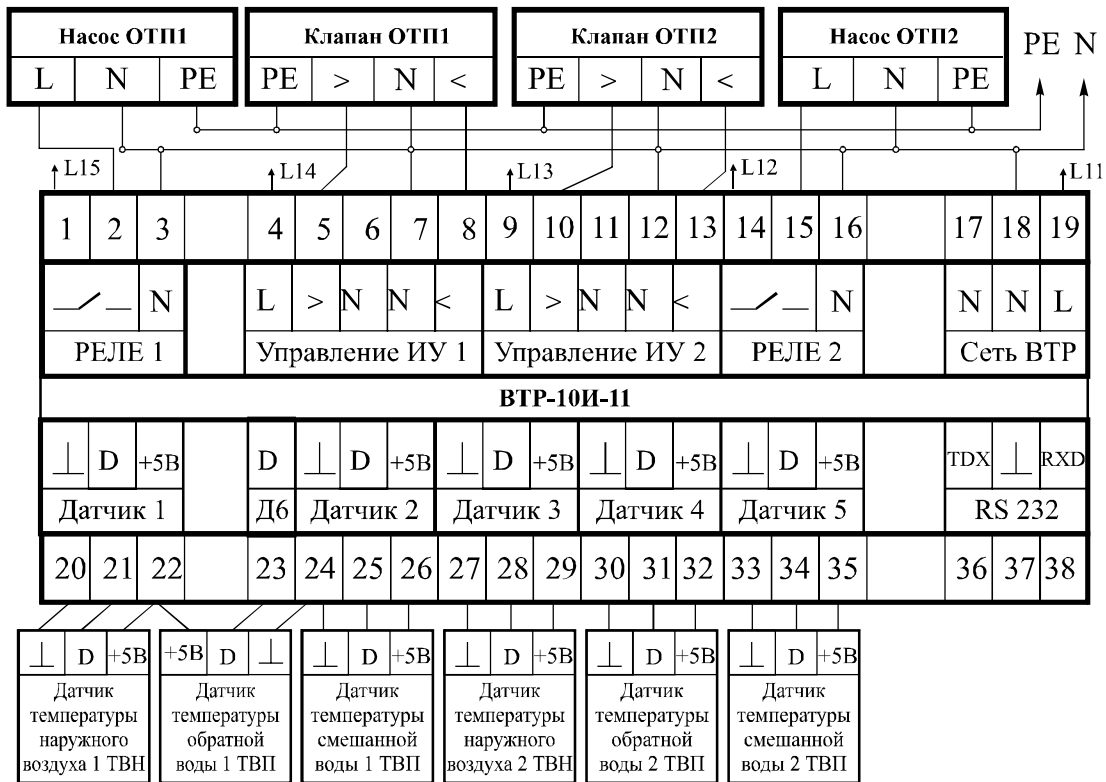 Насос ОТП1 Клапан ОТП1 Клапан ОТП2 Насос ОТП2
PE N
L N PE PE > N < PE > N < L N PE
L15 L14 L13 L12 L11
1 2 3 4 5 6 7 8 9 10 11 12 13 14 15 16 17 18 19
N L > N N < L > N N < N N N L
РЕЛЕ 1 Управление ИУ 1 Управление ИУ 2 РЕЛЕ 2 Сеть ВТР
ВТР-10И-11
⊥ D +5В D ⊥ D +5В ⊥ D +5В ⊥ D +5В ⊥ D +5В TDX ⊥ RXD
Датчик 1 Д6 Датчик 2 Датчик 3 Датчик 4 Датчик 5 RS 232
20 21 22 23 24 25 26 27 28 29 30 31 32 33 34 35 36 37 38
⊥ D +5В +5В D ⊥ ⊥ D +5В ⊥ D +5В ⊥ D +5В ⊥ D +5В
Датчик
температуры
наружного
воздуха 1 ТВН
Датчик
температуры
обратной
воды 1 ТВП
Датчик
температуры
смешанной
воды 1 ТВП
Датчик
температуры
наружного
воздуха 2 ТВН
Датчик
температуры
обратной
воды 2 ТВП
Датчик
температуры
смешанной
воды 2 ТВП